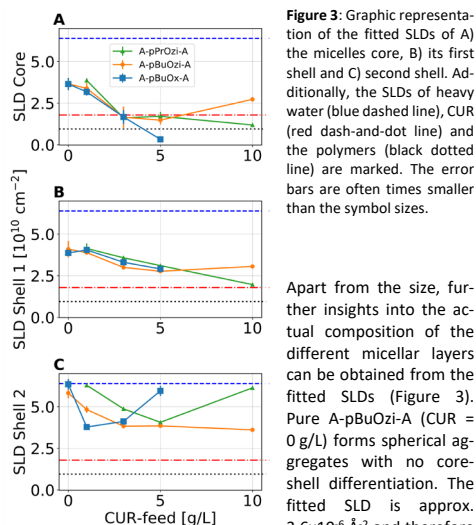 A
SLD Core
5.0
2.5
0.0
A-pPrOzi-A
A-pBuOzi-A
A-pBuOx-A
0
5
10
B
SLD Shell 1 [10¹⁰ cm⁻²]
5.0
2.5
0.0
0
5
10
C
SLD Shell 2
5.0
2.5
0.0
0
5
10
CUR-feed [g/L]
Figure 3: Graphic representa-
tion of the fitted SLDs of A)
the micelles core, B) its first
shell and C) second shell. Ad-
ditionally, the SLDs of heavy
water (blue dashed line), CUR
(red dash-and-dot line) and
the polymers (black dotted
line) are marked. The error
bars are often times smaller
than the symbol sizes.
Apart from the size, fur-
ther insights into the ac-
tual composition of the
different micellar layers
can be obtained from the
fitted SLDs (Figure 3).
Pure A-pBuOzi-A (CUR =
0 g/L) forms spherical ag-
gregates with no core-
shell differentiation. The
fitted SLD is approx.